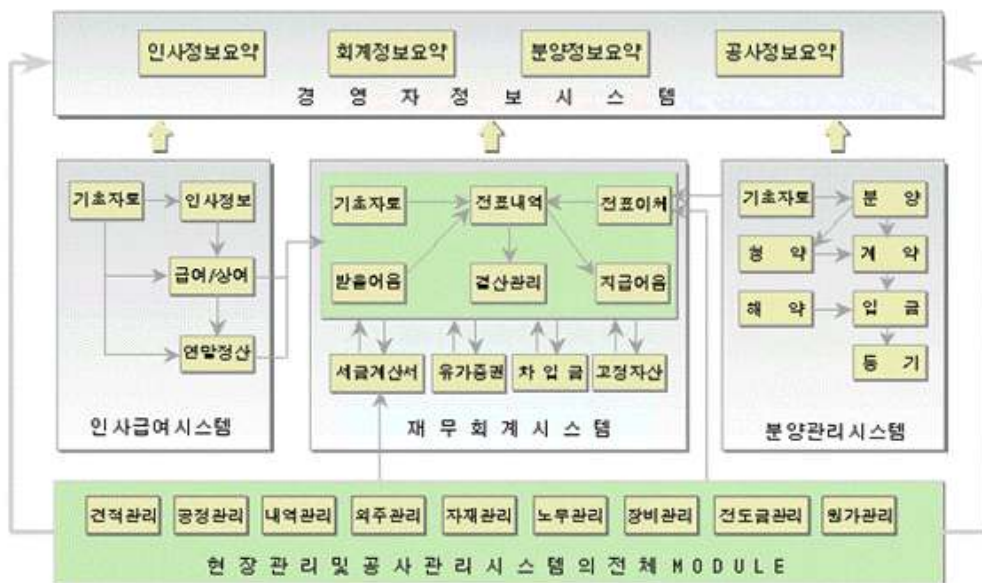 인사정보요약 회계정보요약 분양정보요약 공사정보요약
경 영 자 정 보 시 스 템
기초자료 인사정보
급여/상여
연말정산
인사급여시스템
기초자료 전표내역 전표이체
받을어음 결산관리 지급어음
세금계산서 유가증권 차 입 금 고정자산
재 무 회 계 시 스 템
기초자료 분 양
청 약 계 약
해 약 입 금
등 기
분양관리시스템
견적관리 공정관리 내역관리 외주관리 자재관리 노무관리 장비관리 전도금관리 원가관리
현 장 관 리 및 공 사 관 리 시 스 템 의 전 체 M O D U L E